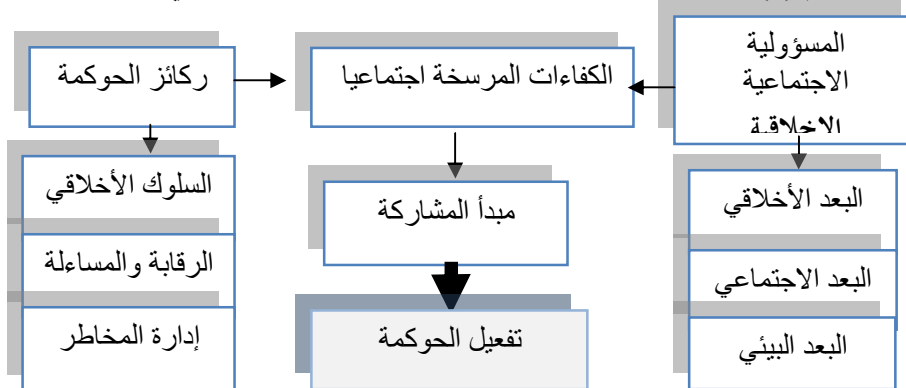 المسؤولية
الاجتماعية
الاخلاقية
الكفاءات المرسخة اجتماعيا
ركائز الحوكمة
البعد الأخلاقي
مبدأ المشاركة
السلوك الأخلاقي
البعد الاجتماعي
الرقابة والمساءلة
البعد البيئي
تفعيل الحوكمة
إدارة المخاطر